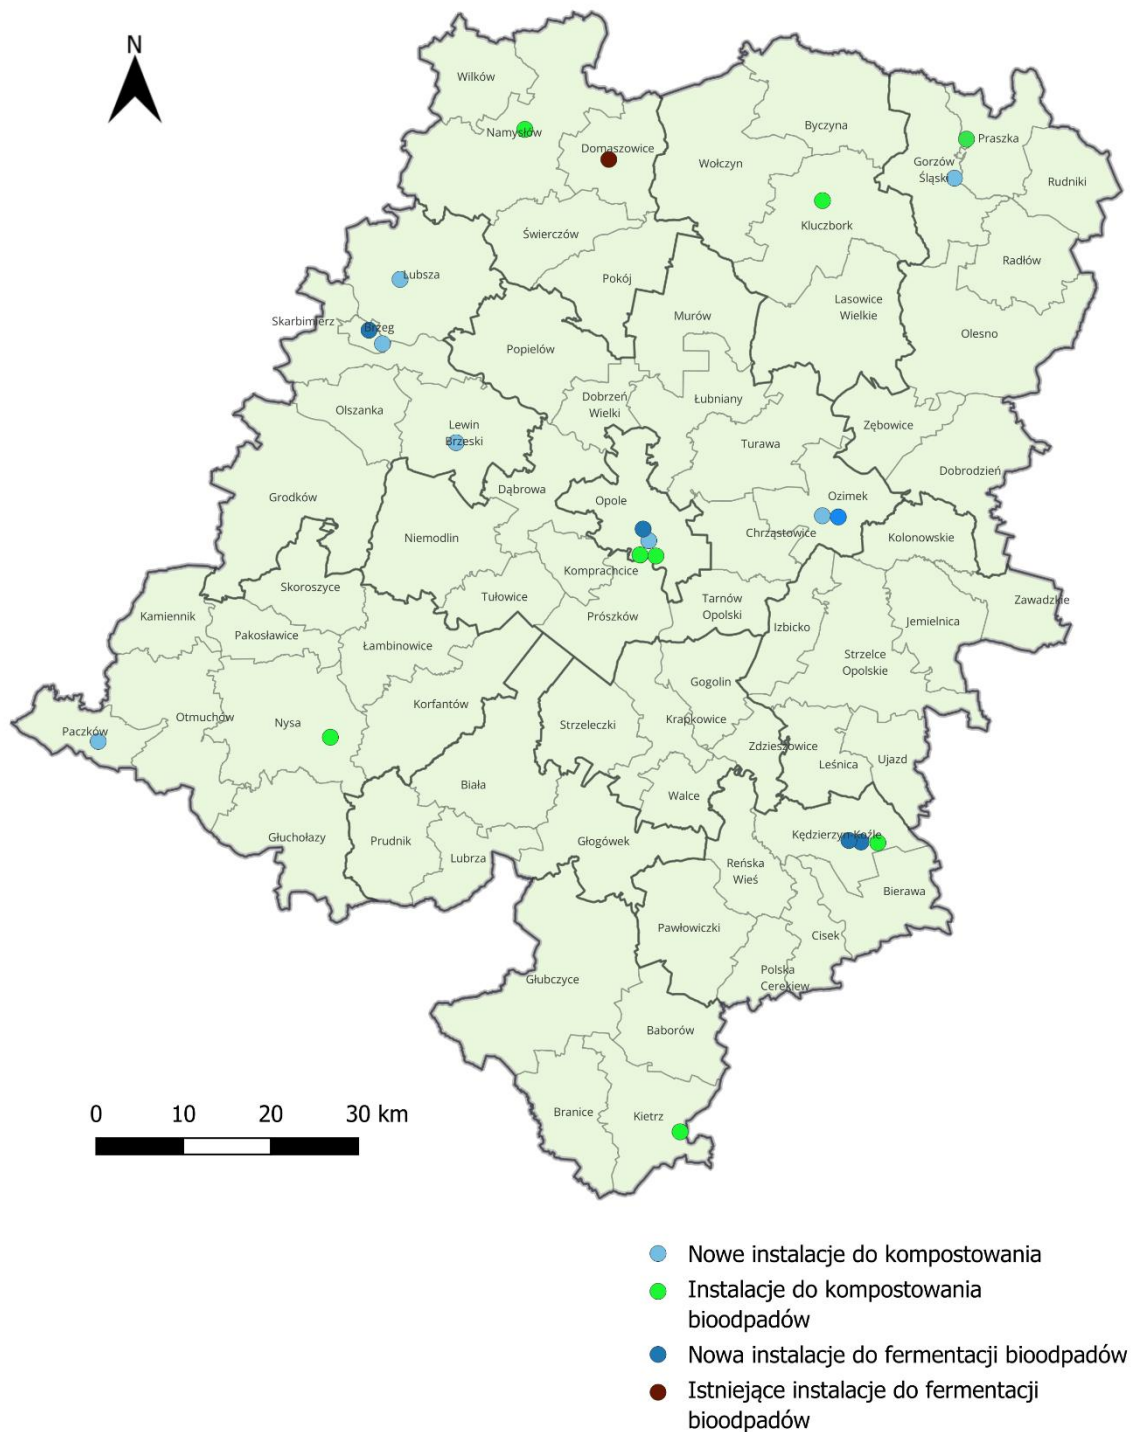 N
Wilków
Namysłów
Domaszowice
Byczyna
Wołczyn
Praszka
Gorzów
Śląski
Rudniki
Kluczbork
Świerczów
Radłów
Lubsza
Pokój
Lasowice
Wielkie
Skarbimierz
Brzeg
Murów
Olesno
Popielów
Olszanka
Dobrzeń
Wielki
Łubniany
Lewin
Brzeski
Turawa
Zębowice
Dobrodzień
Grodków
Dąbrowa
Opole
Ozimek
Niemodlin
Chrząstowice
Kolonowskie
Komprachcice
Skoroszyce
Tułowice
Prószków
Tarnów
Opolski
Zawadzkie
Kamiennik
Pakosławice
Łambinowice
Izbicko
Jemielnica
Strzelce
Opolskie
Gogolin
Korfantów
Otmuchów
Nysa
Paczków
Strzeleczki
Krapkowice
Zdzieszowice
Leśnica
Ujazd
Biała
Walce
Głuchołazy
Prudnik
Lubrza
Głogówek
Kędzierzyn-Koźle
Reńska
Wieś
Bierawa
Pawłowiczki
Cisek
Polska
Cerekiew
Głubczyce
Baborów
Branice
Kietrz
0 10 20 30 km
Nowe instalacje do kompostowania
Instalacje do kompostowania
bioodpadów
Nowa instalacje do fermentacji bioodpadów
Istniejące instalacje do fermentacji
bioodpadów